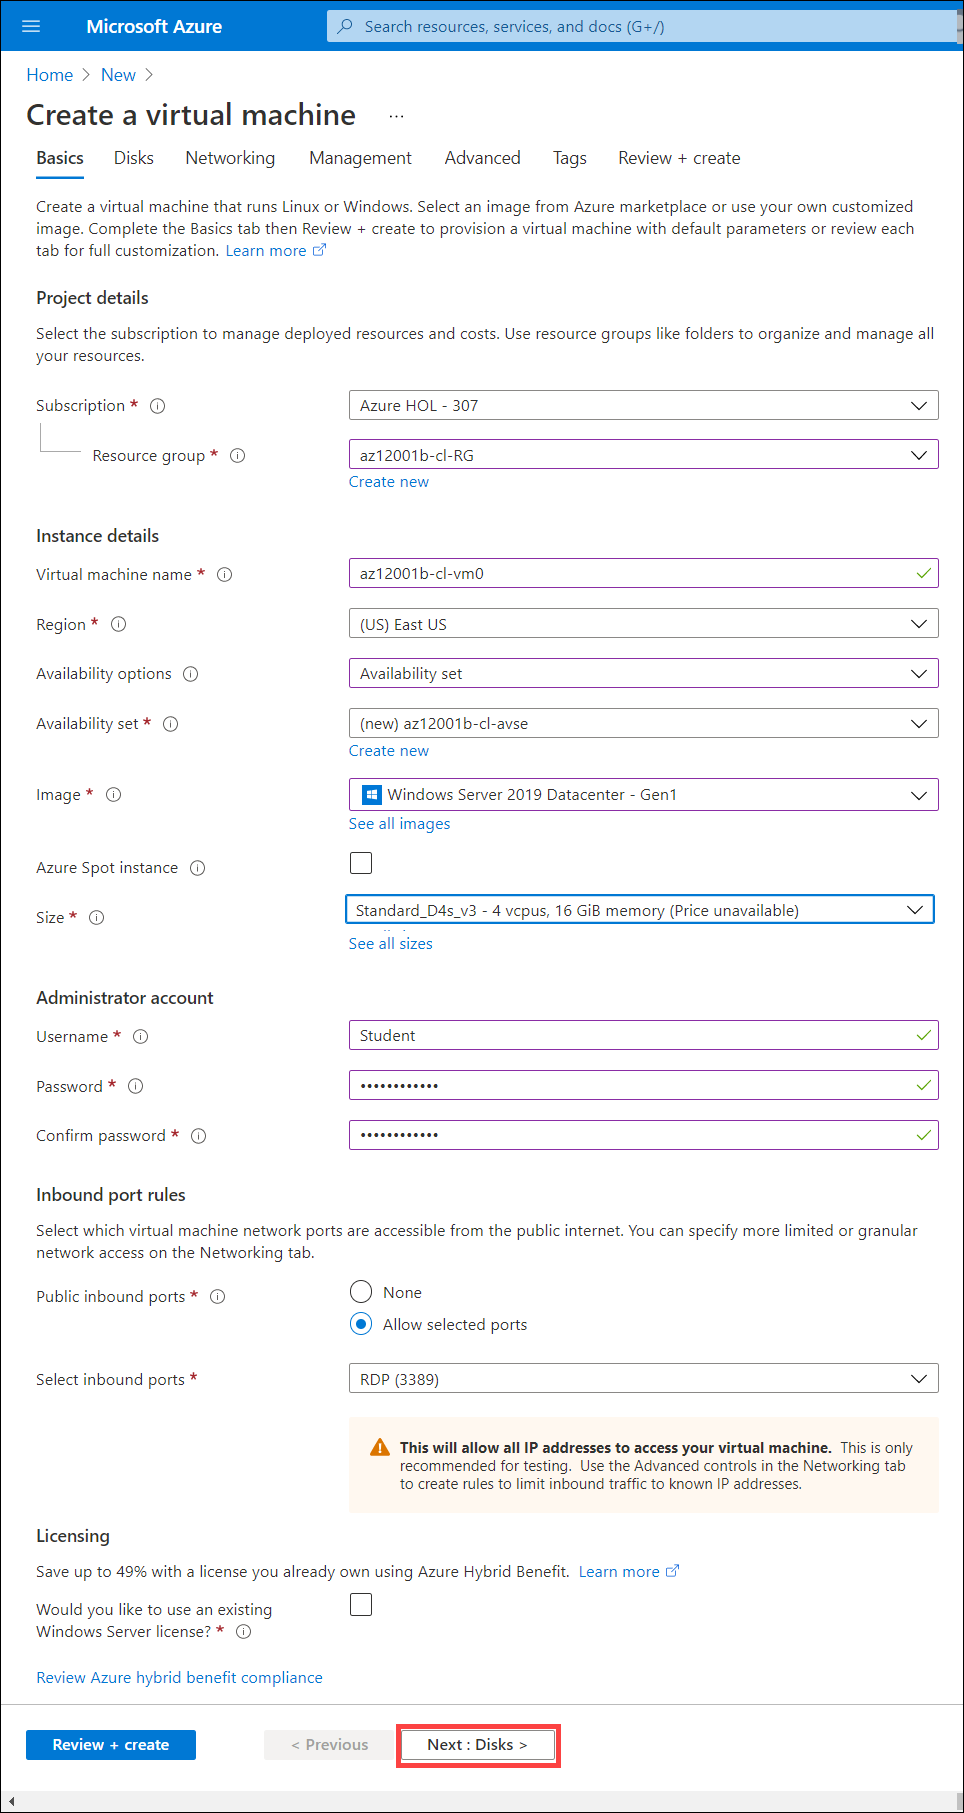 Microsoft Azure
Search resources, services, and docs (G+/)
Home > New >
Create a virtual machine ...
Basics Disks Networking Management Advanced Tags Review + create
Create a virtual machine that runs Linux or Windows. Select an image from Azure marketplace or use your own customized
image. Complete the Basics tab then Review + create to provision a virtual machine with default parameters or review each
tab for full customization. Learn more
Project details
Select the subscription to manage deployed resources and costs. Use resource groups like folders to organize and manage all
your resources.
Subscription * Azure HOL - 307
Resource group * az12001b-cl-RG
Create new
Instance details
Virtual machine name * az12001b-cl-vm0
Region * (US) East US
Availability options Availability set
Availability set * (new) az12001b-cl-avse
Create new
Image * Windows Server 2019 Datacenter - Gen1
See all images
Azure Spot instance
Size * Standard_D4s_v3 - 4 vcpus, 16 GiB memory (Price unavailable)
See all sizes
Administrator account
Username * Student
Password * ••••••••••••
Confirm password * ••••••••••••
Inbound port rules
Select which virtual machine network ports are accessible from the public internet. You can specify more limited or granular
network access on the Networking tab.
Public inbound ports * None
Allow selected ports
Select inbound ports * RDP (3389)
This will allow all IP addresses to access your virtual machine. This is only
recommended for testing. Use the Advanced controls in the Networking tab
to create rules to limit inbound traffic to known IP addresses.
Licensing
Save up to 49% with a license you already own using Azure Hybrid Benefit. Learn more
Would you like to use an existing
Windows Server license? *
Review Azure hybrid benefit compliance
Review + create < Previous Next : Disks >